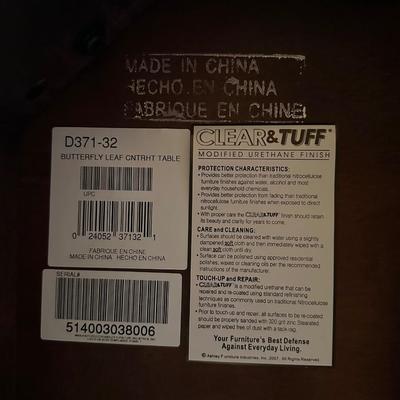 MADE IN CHINA
HECHO EN CHINA
FABRIQUE EN CHINE
D371-32
BUTTERFLY LEAF CNTRHT TABLE
UPC
0 24052 37132 1
FABRIQUE EN CHINE
MADE IN CHINA HECHO EN CHINA
SERIAL#
514003038006
CLEAR&TUFF®
MODIFIED URETHANE FINISH
PROTECTION CHARACTERISTICS:
• Provides better protection than traditional nitrocellulose
furniture finishes against water, alcohol and most
everyday household chemicals.
• Provides better protection from fading than traditional
nitrocellulose furniture finishes when exposed to direct
sunlight.
• With proper care the CLEAR&TUFF finish should retain
its beauty and clarity for years to come.
CARE and CLEANING:
• Surfaces should be cleaned with water using a slightly
dampened soft cloth and then immediately wipes with a
clean soft cloth until dry.
• Surface can be polished using approved residential
polishes, wipes or cleaning oils per the recommended
instructions of the manufacturer.
TOUCH-UP and REPAIR:
• CLEAR&TUFF is a modified urethane that can be
repaired and re-coated using standard refinishing
techniques as commonly used on traditional Nitrocellulose
furniture finishes.
• Prior to touch-up and repair, all surfaces to be re-coated
should be properly sanded with 320 grit zinc Stearated
paper and wiped free of dust with a tack-rag.
Your Furniture's Best Defense
Against Everyday Living.
© Ashley Furniture Industries, Inc. 2007. All Rights Reserved